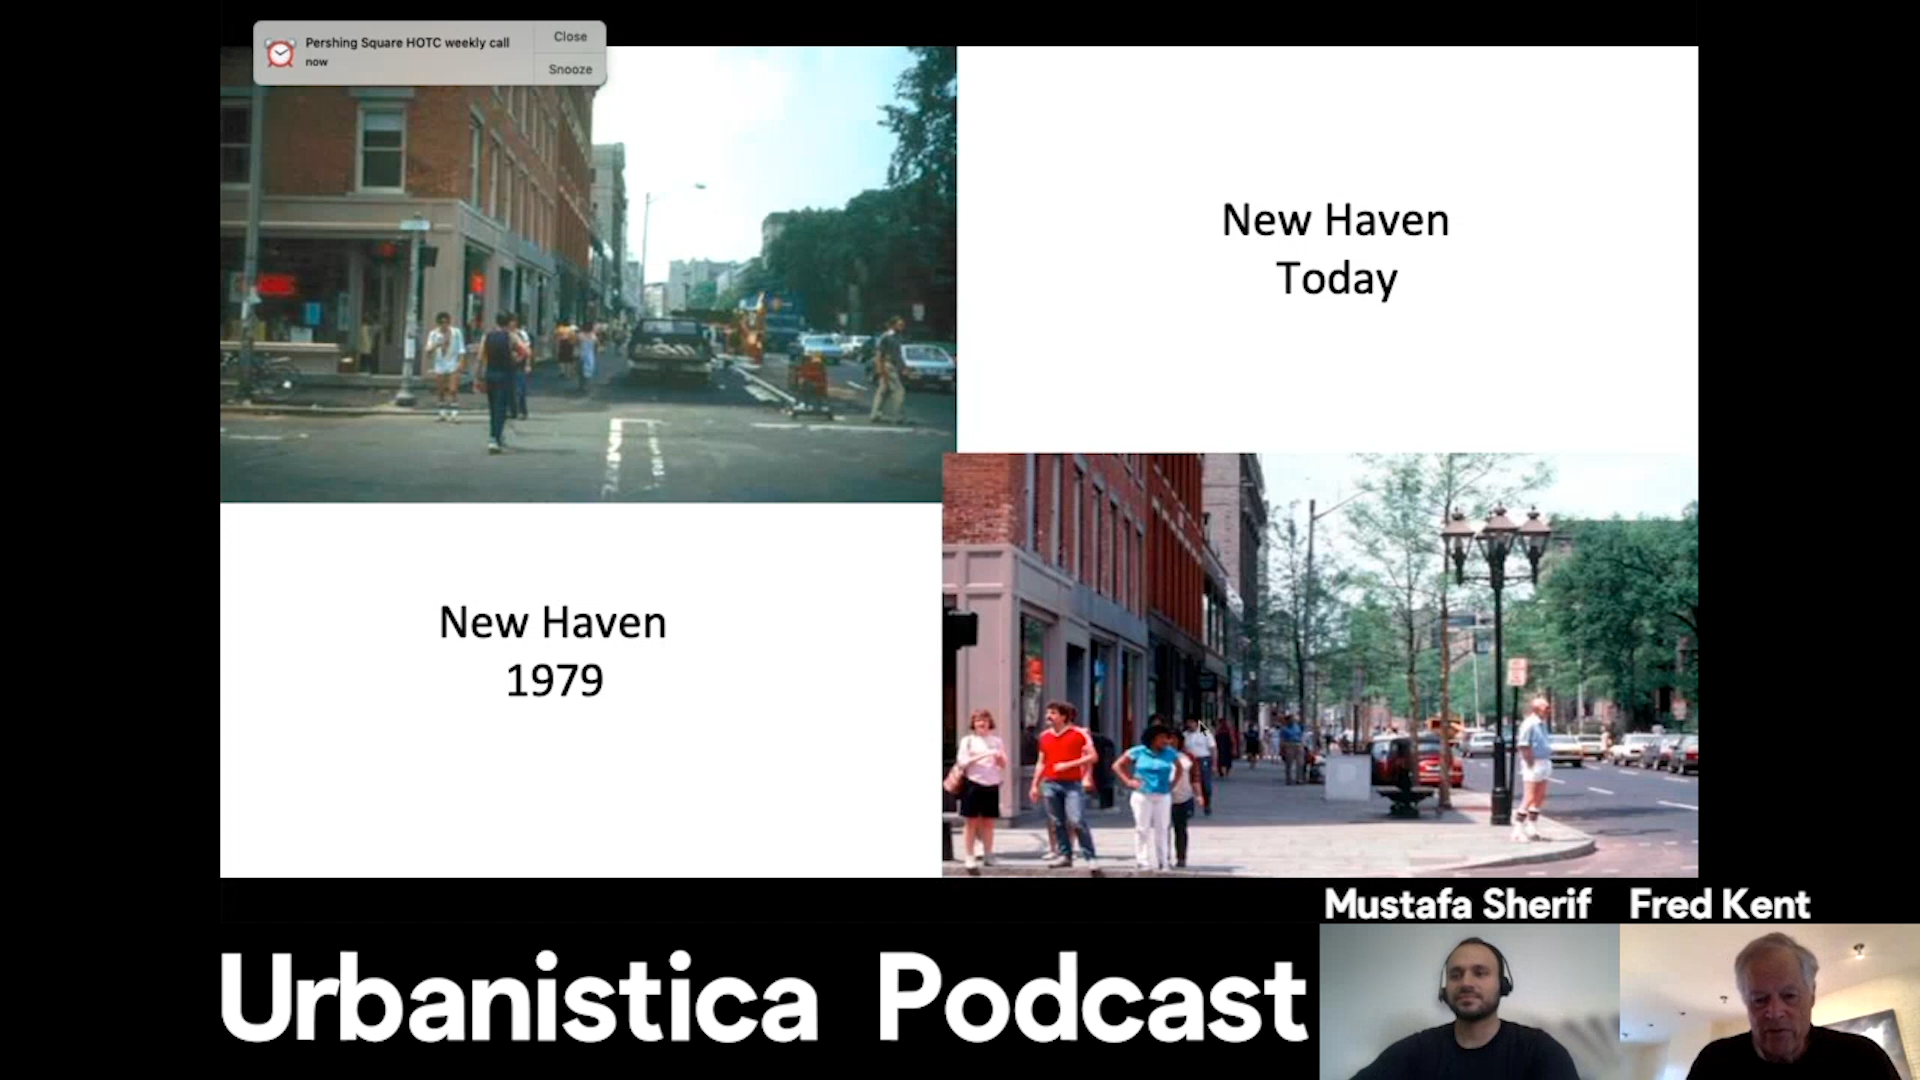 Pershing Square HOTC weekly call
now
Close
Snooze
New Haven
Today
New Haven
1979
Mustafa Sherif
Fred Kent
Urbanistica Podcast